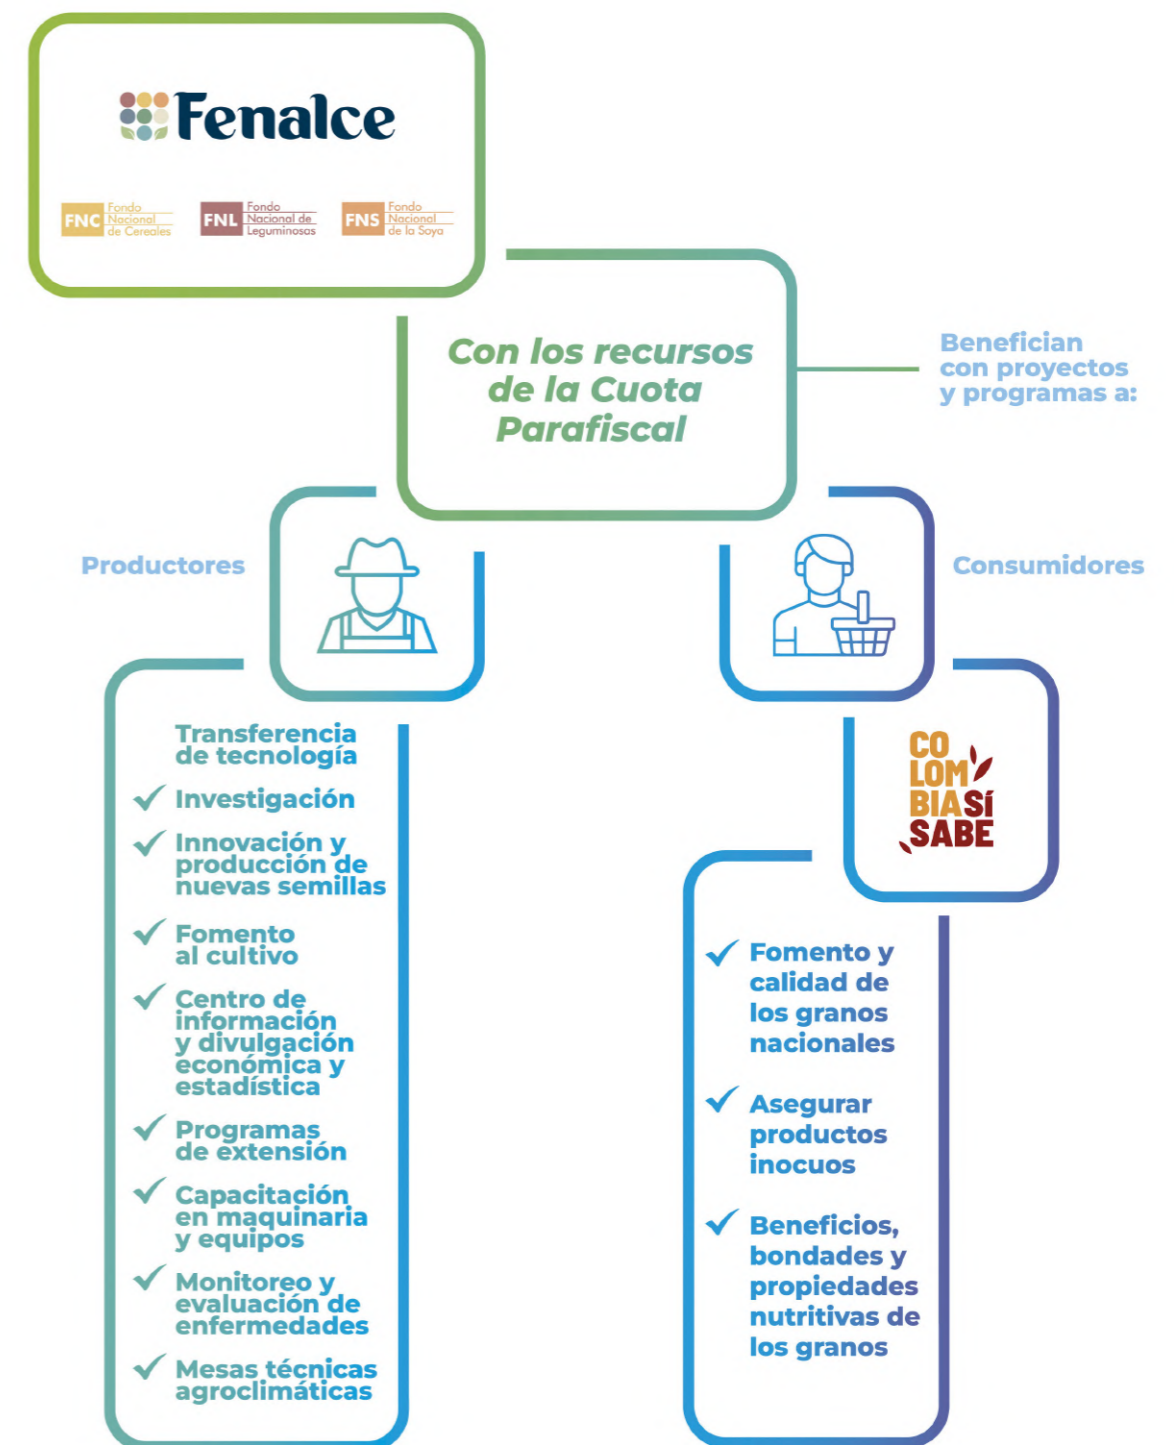 Fenalce
FNC
Fondo
Nacional
de Cereales
FNL
Fondo
Nacional de
Leguminosas
FNS
Fondo
Nacional
de la Soya
Con los recursos
de la Cuota
Parafiscal
Benefician
con proyectos
y programas a:
Productores
Transferencia
de tecnología
Investigación
Innovación y
producción de
nuevas semillas
Fomento
al cultivo
Centro de
información
y divulgación
económica y
estadística
Programas
de extensión
Capacitación
en maquinaria
y equipos
Monitoreo y
evaluación de
enfermedades
Mesas técnicas
agroclimáticas
Consumidores
CO
LOM
BIASÍ
SABE
Fomento y
calidad de
los granos
nacionales
Asegurar
productos
inocuos
Beneficios,
bondades y
propiedades
nutritivas de
los granos